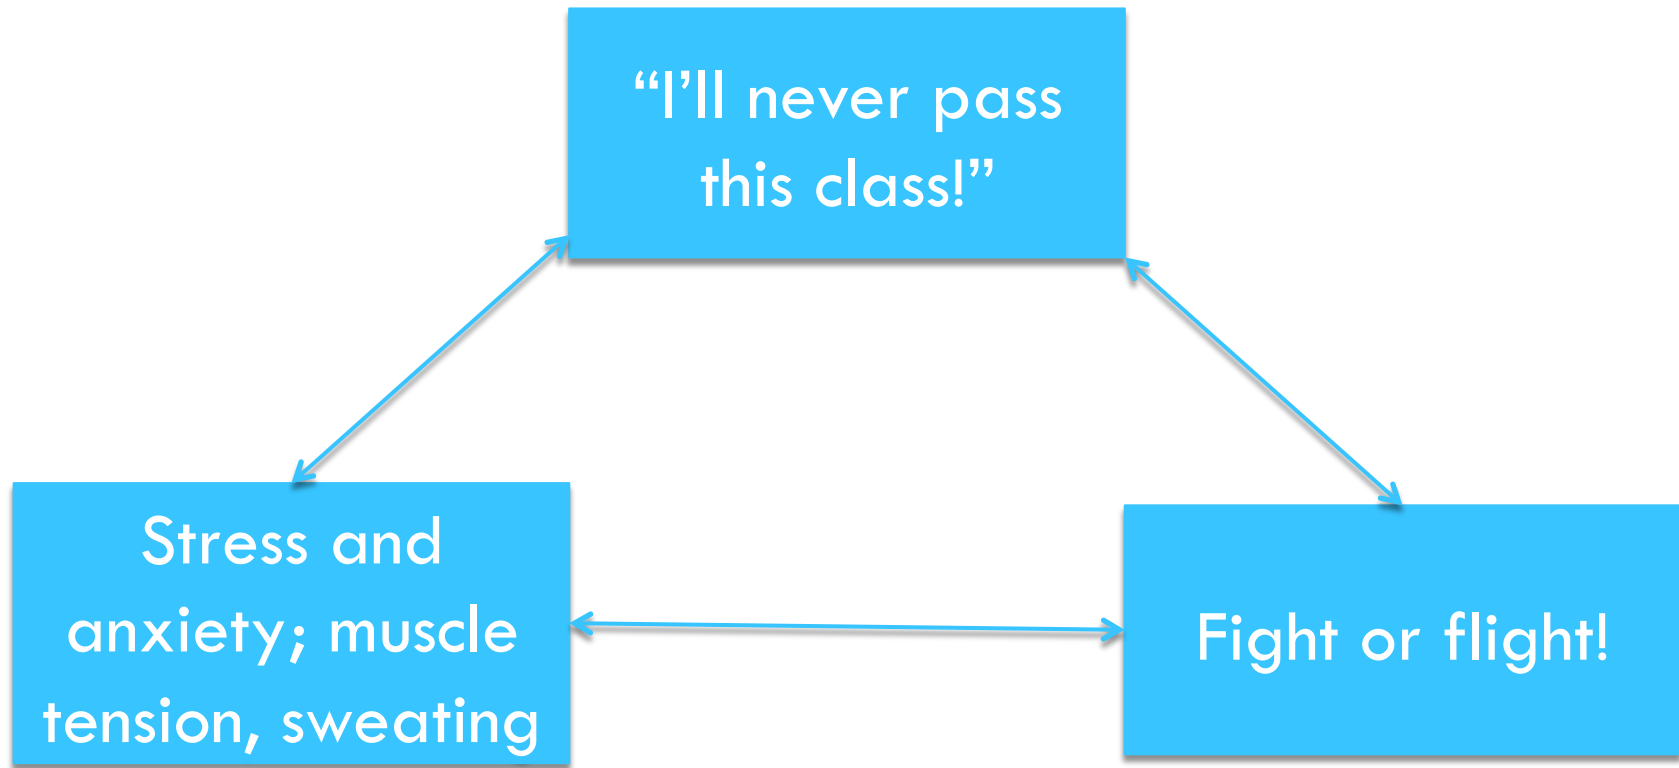 “I’ll never pass
this class!”
Stress and
anxiety; muscle
tension, sweating
Fight or flight!